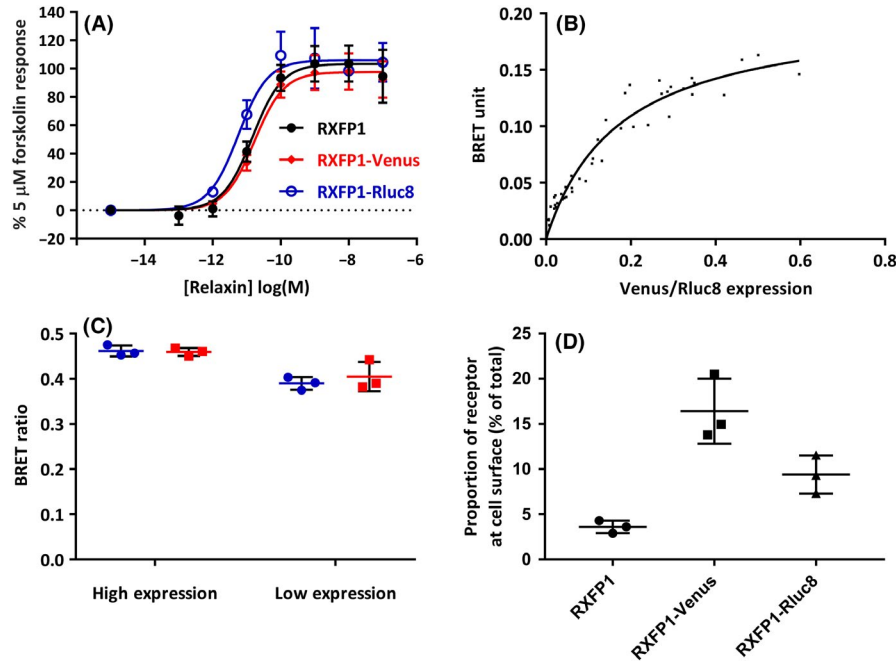 (A)
% 5 μM forskolin response
140
120
100
80
60
40
20
0
−20
−14
−12
−10
−8
−6
[Relaxin] log(M)
RXFP1
RXFP1-Venus
RXFP1-Rluc8
(B)
BRET unit
0.20
0.15
0.10
0.05
0.00
0.0
0.2
0.4
0.6
0.8
Venus/Rluc8 expression
(C)
BRET ratio
0.5
0.4
0.3
0.2
0.1
0.0
High expression
Low expression
(D)
Proportion of receptor
at cell surface (% of total)
25
20
15
10
5
0
RXFP1
RXFP1-Venus
RXFP1-Rluc8